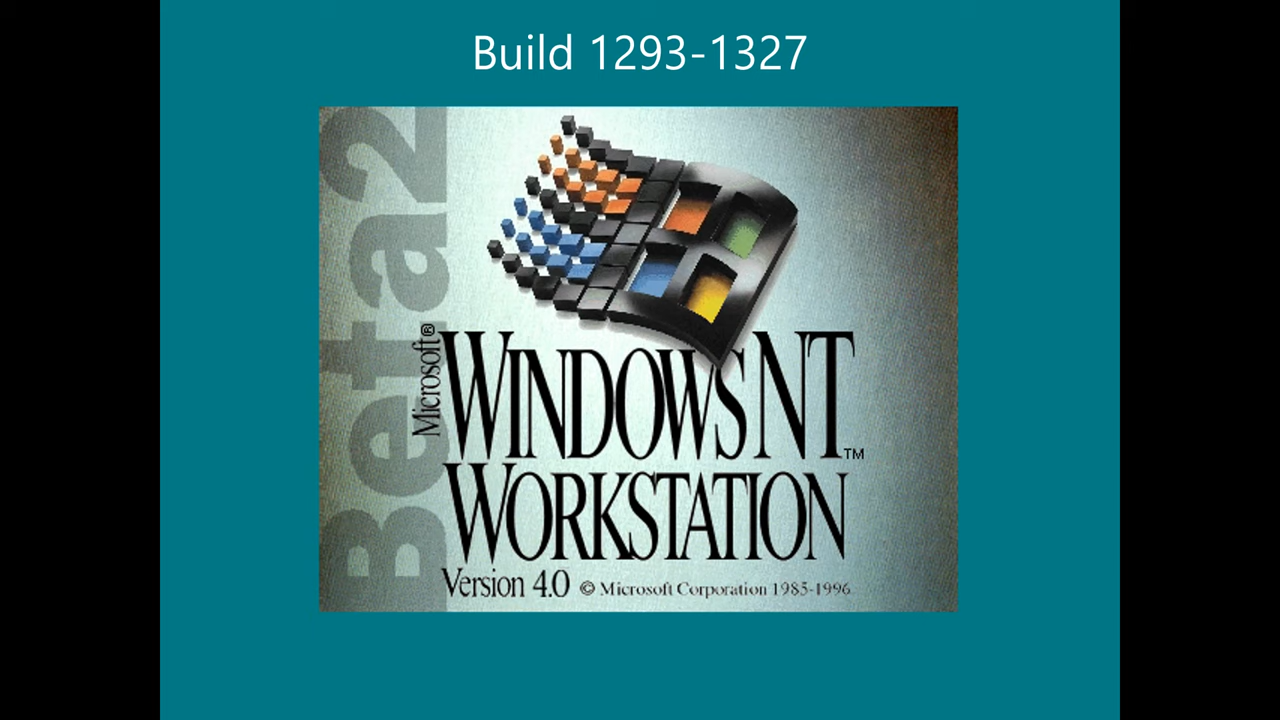 Build 1293-1327
Beta2
Microsoft®
WINDOWS NT™
WORKSTATION
Version 4.0 © Microsoft Corporation 1985-1996